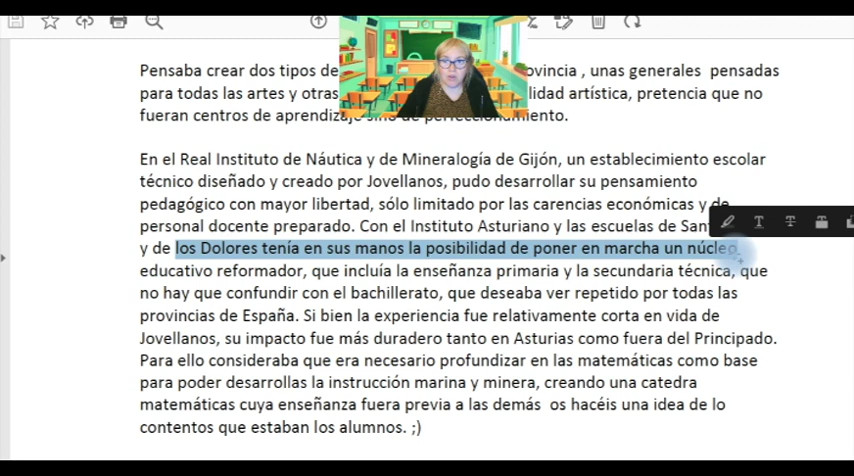 Pensaba crear dos tipos de ovincia , unas generales pensadas
para todas las artes y otras lidad artística, pretencia que no
fueran centros de aprendizaje sino de perfeccionamiento.
En el Real Instituto de Náutica y de Mineralogía de Gijón, un establecimiento escolar
técnico diseñado y creado por Jovellanos, pudo desarrollar su pensamiento
pedagógico con mayor libertad, sólo limitado por las carencias económicas y de
personal docente preparado. Con el Instituto Asturiano y las escuelas de San
y de los Dolores tenía en sus manos la posibilidad de poner en marcha un núcleo
educativo reformador, que incluía la enseñanza primaria y la secundaria técnica, que
no hay que confundir con el bachillerato, que deseaba ver repetido por todas las
provincias de España. Si bien la experiencia fue relativamente corta en vida de
Jovellanos, su impacto fue más duradero tanto en Asturias como fuera del Principado.
Para ello consideraba que era necesario profundizar en las matemáticas como base
para poder desarrollas la instrucción marina y minera, creando una catedra
matemáticas cuya enseñanza fuera previa a las demás os hacéis una idea de lo
contentos que estaban los alumnos. ;)